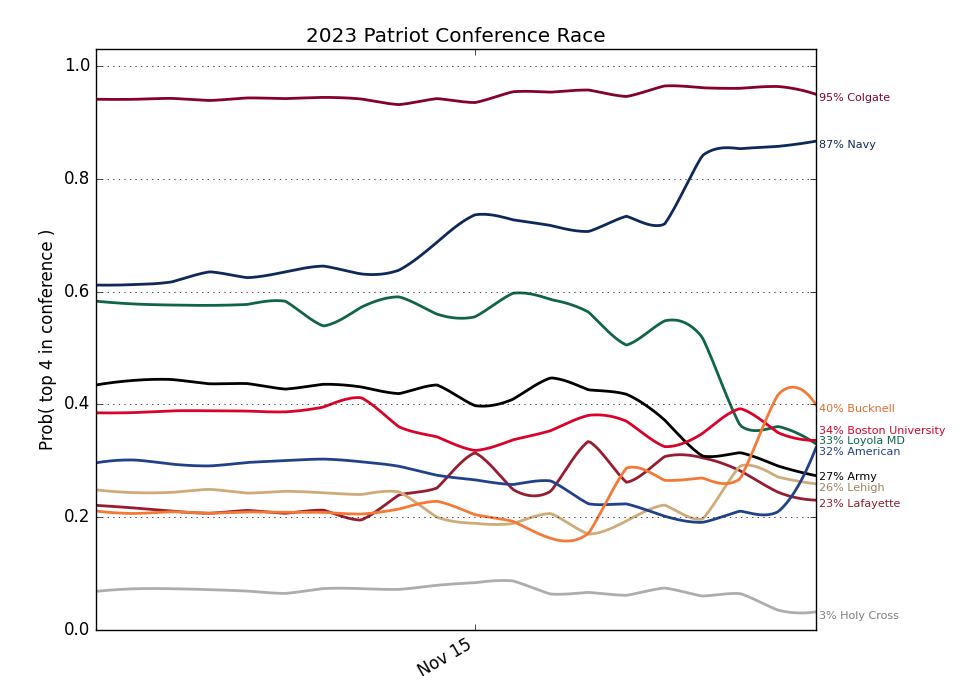 2023 Patriot Conference Race
1.0
0.8
0.6
0.4
0.2
0.0
Prob( top 4 in conference )
Nov 15
95% Colgate
87% Navy
40% Bucknell
34% Boston University
33% Loyola MD
32% American
27% Army
26% Lehigh
23% Lafayette
3% Holy Cross